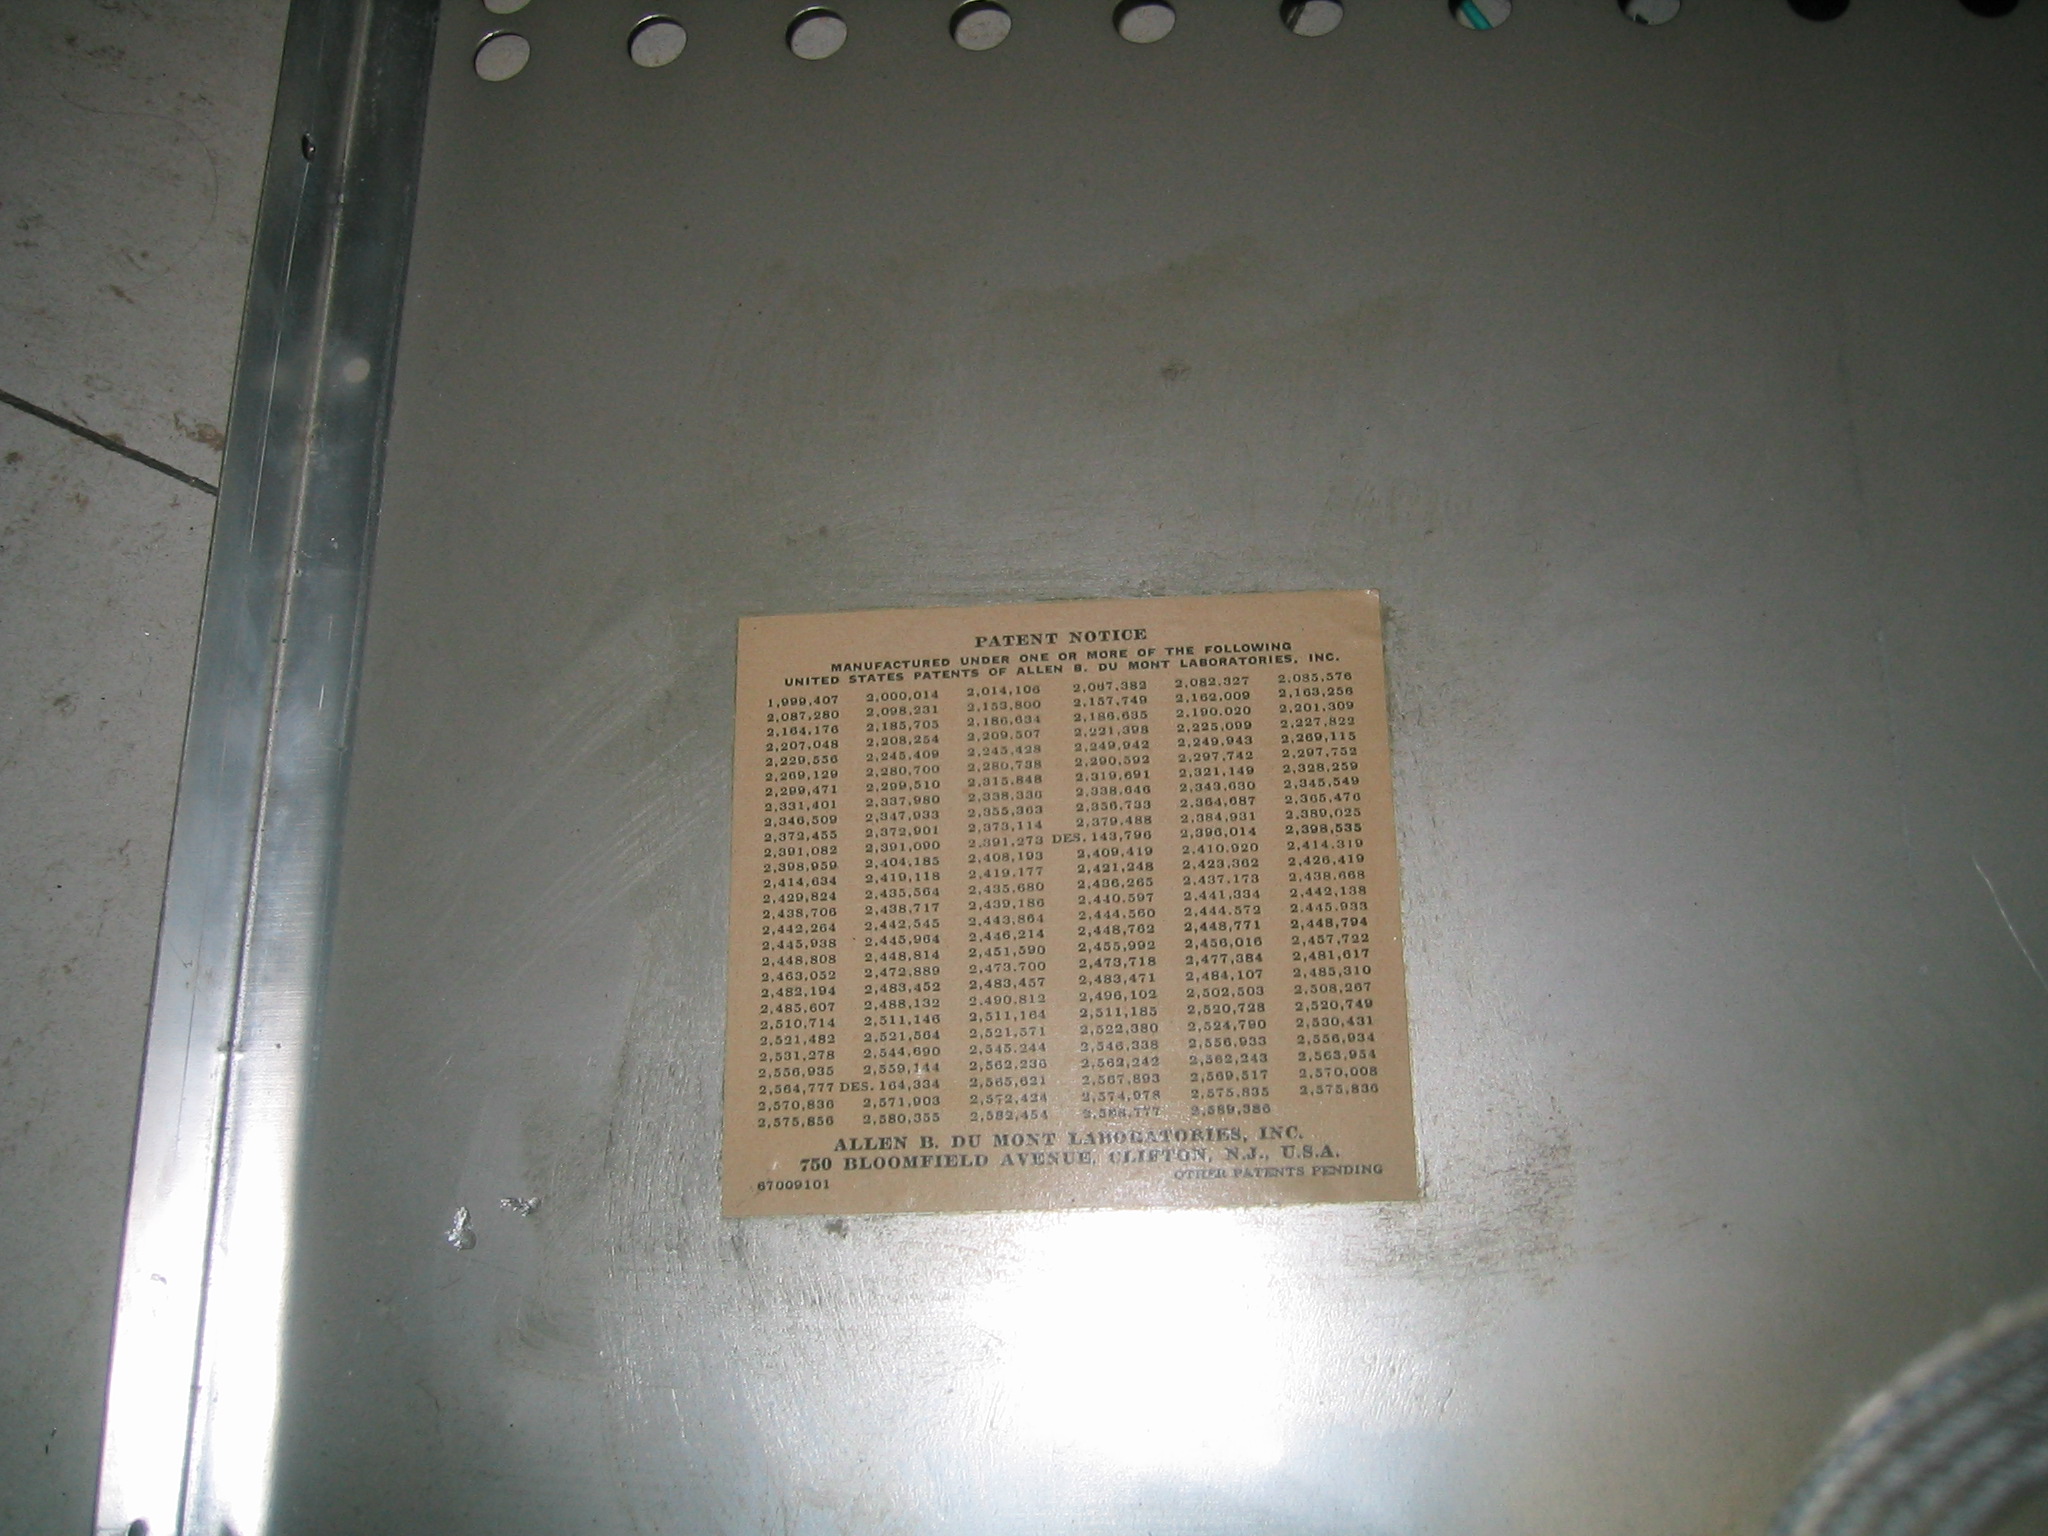 PATENT NOTICE
MANUFACTURED UNDER ONE OR MORE OF THE FOLLOWING
UNITED STATES PATENTS OF ALLEN B. DU MONT LABORATORIES, INC.
1,999,407 2,000,014 2,014,106 2,067,382 2,082,327 2,085,576
2,087,280 2,098,231 2,153,800 2,157,749 2,162,009 2,163,256
2,164,176 2,185,705 2,186,634 2,186,635 2,190,020 2,201,309
2,207,048 2,208,254 2,209,507 2,221,398 2,225,099 2,227,822
2,229,556 2,245,409 2,245,428 2,249,942 2,249,943 2,269,115
2,269,129 2,280,700 2,280,738 2,290,592 2,297,742 2,297,752
2,299,471 2,299,510 2,315,848 2,319,691 2,321,149 2,328,259
2,331,401 2,337,980 2,338,336 2,338,646 2,343,630 2,345,549
2,346,509 2,347,933 2,355,363 2,356,733 2,364,687 2,365,476
2,372,455 2,372,901 2,373,114 2,379,488 2,384,931 2,389,025
2,391,082 2,391,090 2,391,273 DES. 143,796 2,396,014 2,398,535
2,398,959 2,404,185 2,408,193 2,409,419 2,410,920 2,414,319
2,414,634 2,419,118 2,419,177 2,421,248 2,423,362 2,426,419
2,429,824 2,435,564 2,435,680 2,436,265 2,437,173 2,438,668
2,438,706 2,438,717 2,439,186 2,440,597 2,441,334 2,442,138
2,442,264 2,442,545 2,443,864 2,444,560 2,444,572 2,445,933
2,445,938 2,445,964 2,446,214 2,448,762 2,448,771 2,448,794
2,448,808 2,448,814 2,451,590 2,455,992 2,456,016 2,457,722
2,463,052 2,472,889 2,473,700 2,473,718 2,477,384 2,481,617
2,482,194 2,483,452 2,483,457 2,483,471 2,484,107 2,485,310
2,485,607 2,488,132 2,490,812 2,496,102 2,502,503 2,508,267
2,510,714 2,511,146 2,511,164 2,511,185 2,520,728 2,520,749
2,521,482 2,521,564 2,521,571 2,522,380 2,524,790 2,530,431
2,531,278 2,544,690 2,545,244 2,546,338 2,556,933 2,556,934
2,556,935 2,559,144 2,562,236 2,562,242 2,562,243 2,563,954
2,564,777 DES. 164,334 2,565,621 2,567,893 2,569,517 2,570,008
2,570,836 2,571,903 2,572,424 2,574,978 2,575,835 2,575,836
2,575,856 2,580,355 2,582,454 2,588,777 2,589,386
ALLEN B. DU MONT LABORATORIES, INC.
750 BLOOMFIELD AVENUE, CLIFTON, N.J., U.S.A.
67009101 OTHER PATENTS PENDING